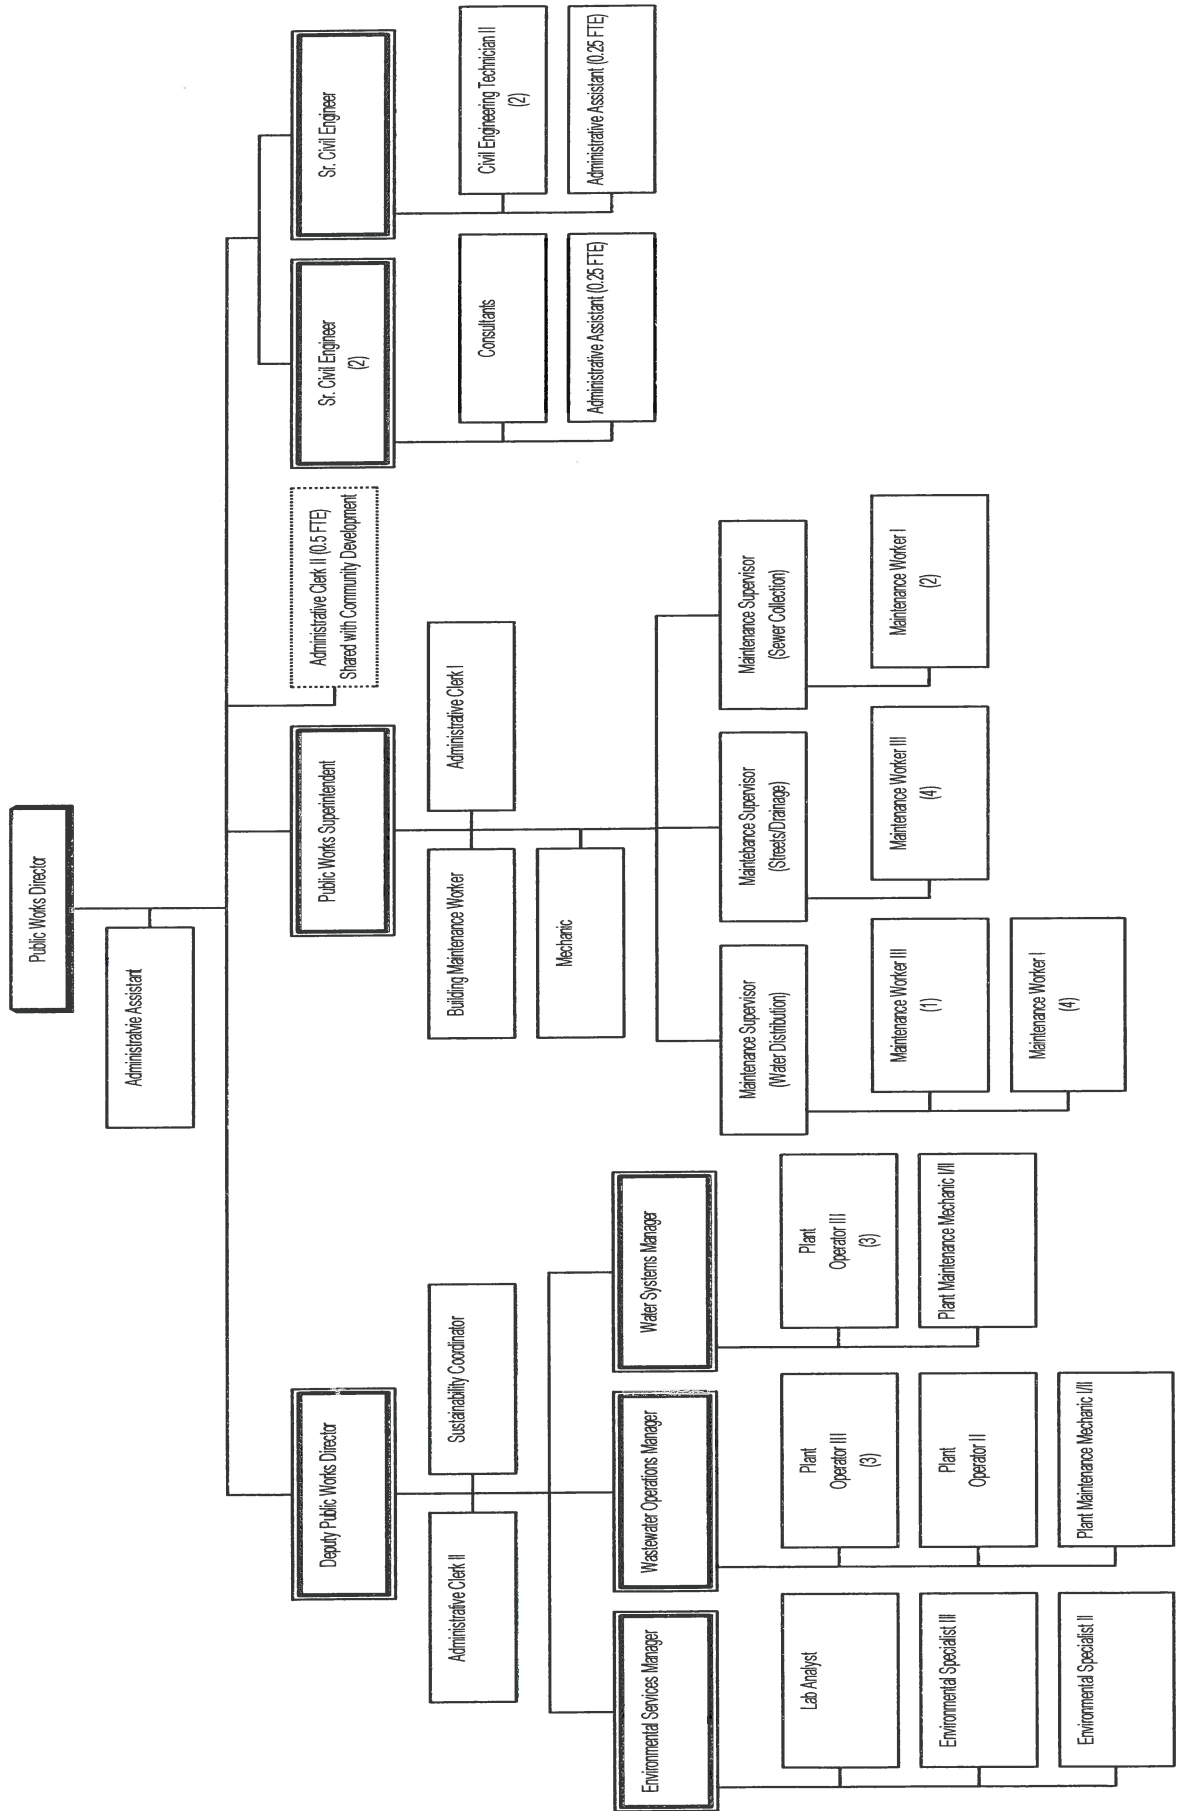 Public Works Director
Administratvie Assistant
Deputy Public Works Director
Administrative Clerk II
Sustainability Coordinator
Environmental Services Manager
Lab Analyst
Environmental Specialist III
Environmental Specialist II
Wastewater Operations Manager
Plant
Operator III
(3)
Plant
Operator II
Plant Maintenance Mechanic I/II
Water Systems Manager
Plant
Operator III
(3)
Plant Maintenance Mechanic I/II
Public Works Superintendent
Building Maintenance Worker
Administrative Clerk I
Mechanic
Maintenance Supervisor
(Water Distribution)
Maintenance Worker III
(1)
Maintenance Worker I
(4)
Maintebance Supervisor
(Streets/Drainage)
Maintenance Worker III
(4)
Maintenance Supervisor
(Sewer Collection)
Maintenance Worker I
(2)
Administrative Clerk II (0.5 FTE)
Shared with Community Development
Sr. Civil Engineer
(2)
Consultants
Administrative Assistant (0.25 FTE)
Sr. Civil Engineer
Civil Engineering Technician II
(2)
Administrative Assistant (0.25 FTE)